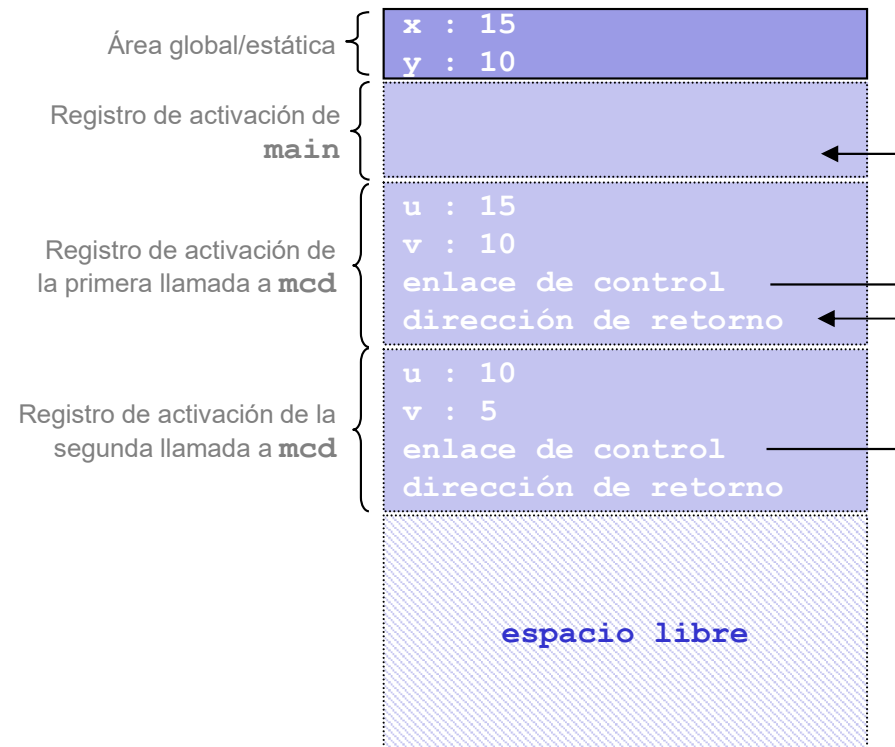 Área global/estática
x : 15
y : 10
Registro de activación de
main
Registro de activación de
la primera llamada a mcd
u : 15
v : 10
enlace de control
dirección de retorno
Registro de activación de la
segunda llamada a mcd
u : 10
v : 5
enlace de control
dirección de retorno
espacio libre